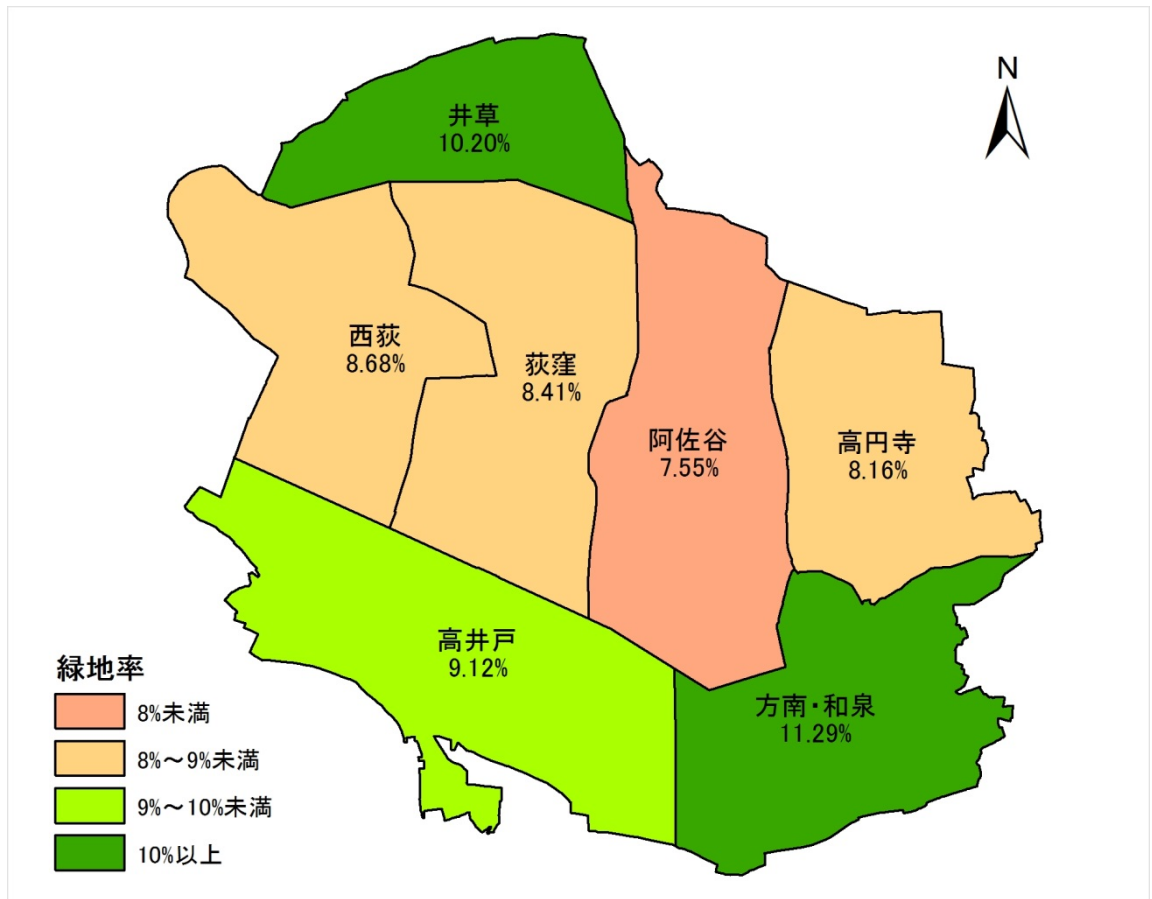 N
井草
10.20%
西荻
8.68%
荻窪
8.41%
阿佐谷
7.55%
高円寺
8.16%
高井戸
9.12%
方南・和泉
11.29%
緑地率
8%未満
8%～9%未満
9%～10%未満
10%以上